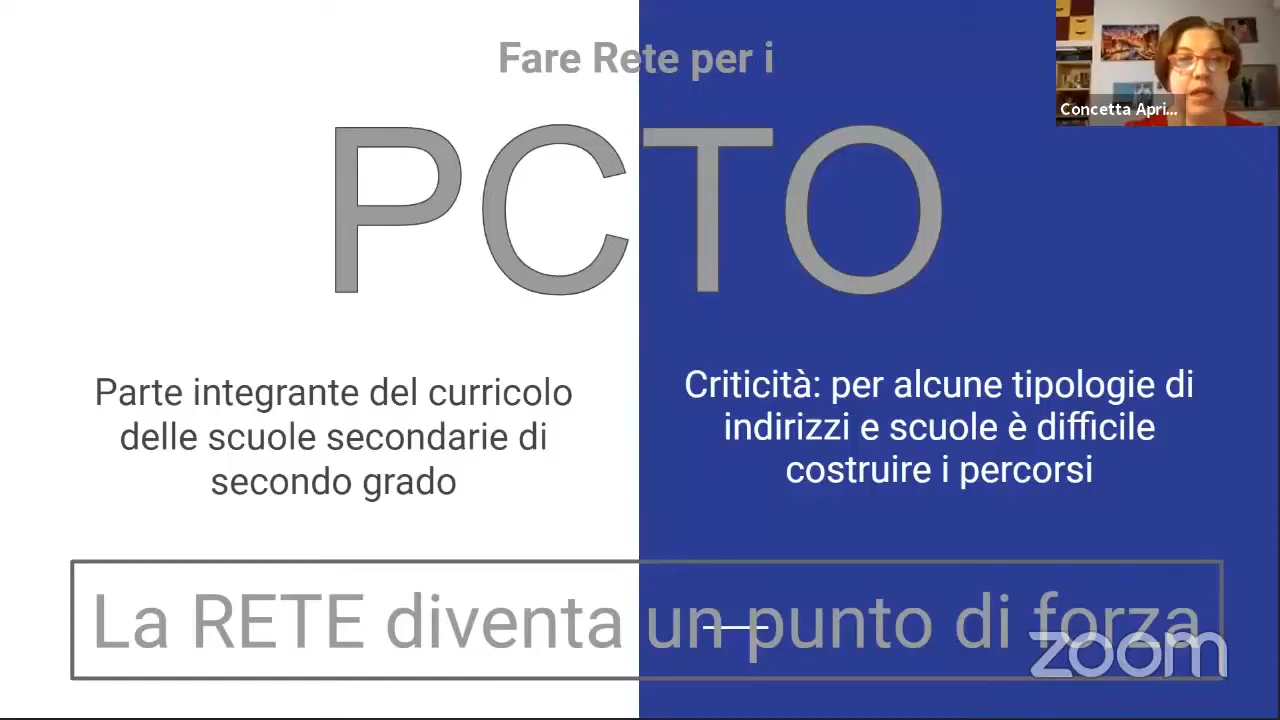 Fare Rete per i
PCTO
Concetta Apri...
Parte integrante del curricolo
delle scuole secondarie di
secondo grado
Criticità: per alcune tipologie di
indirizzi e scuole è difficile
costruire i percorsi
La RETE diventa un punto di forza
zoom